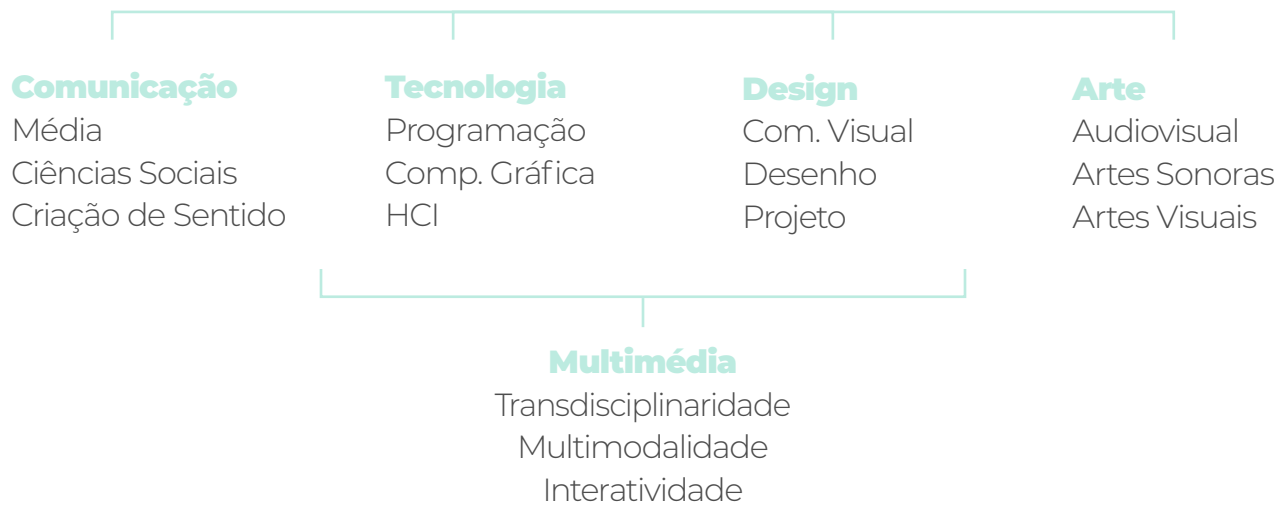 Comunicação
Média
Ciências Sociais
Criação de Sentido
Tecnologia
Programação
Comp. Gráfica
HCI
Design
Com. Visual
Desenho
Projeto
Arte
Audiovisual
Artes Sonoras
Artes Visuais
Multimédia
Transdisciplinaridade
Multimodalidade
Interatividade